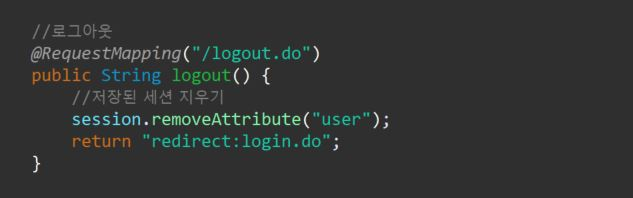 //로그아웃
@RequestMapping("/logout.do")
public String logout() {
//저장된 세션 지우기
session.removeAttribute("user");
return "redirect:login.do";
}